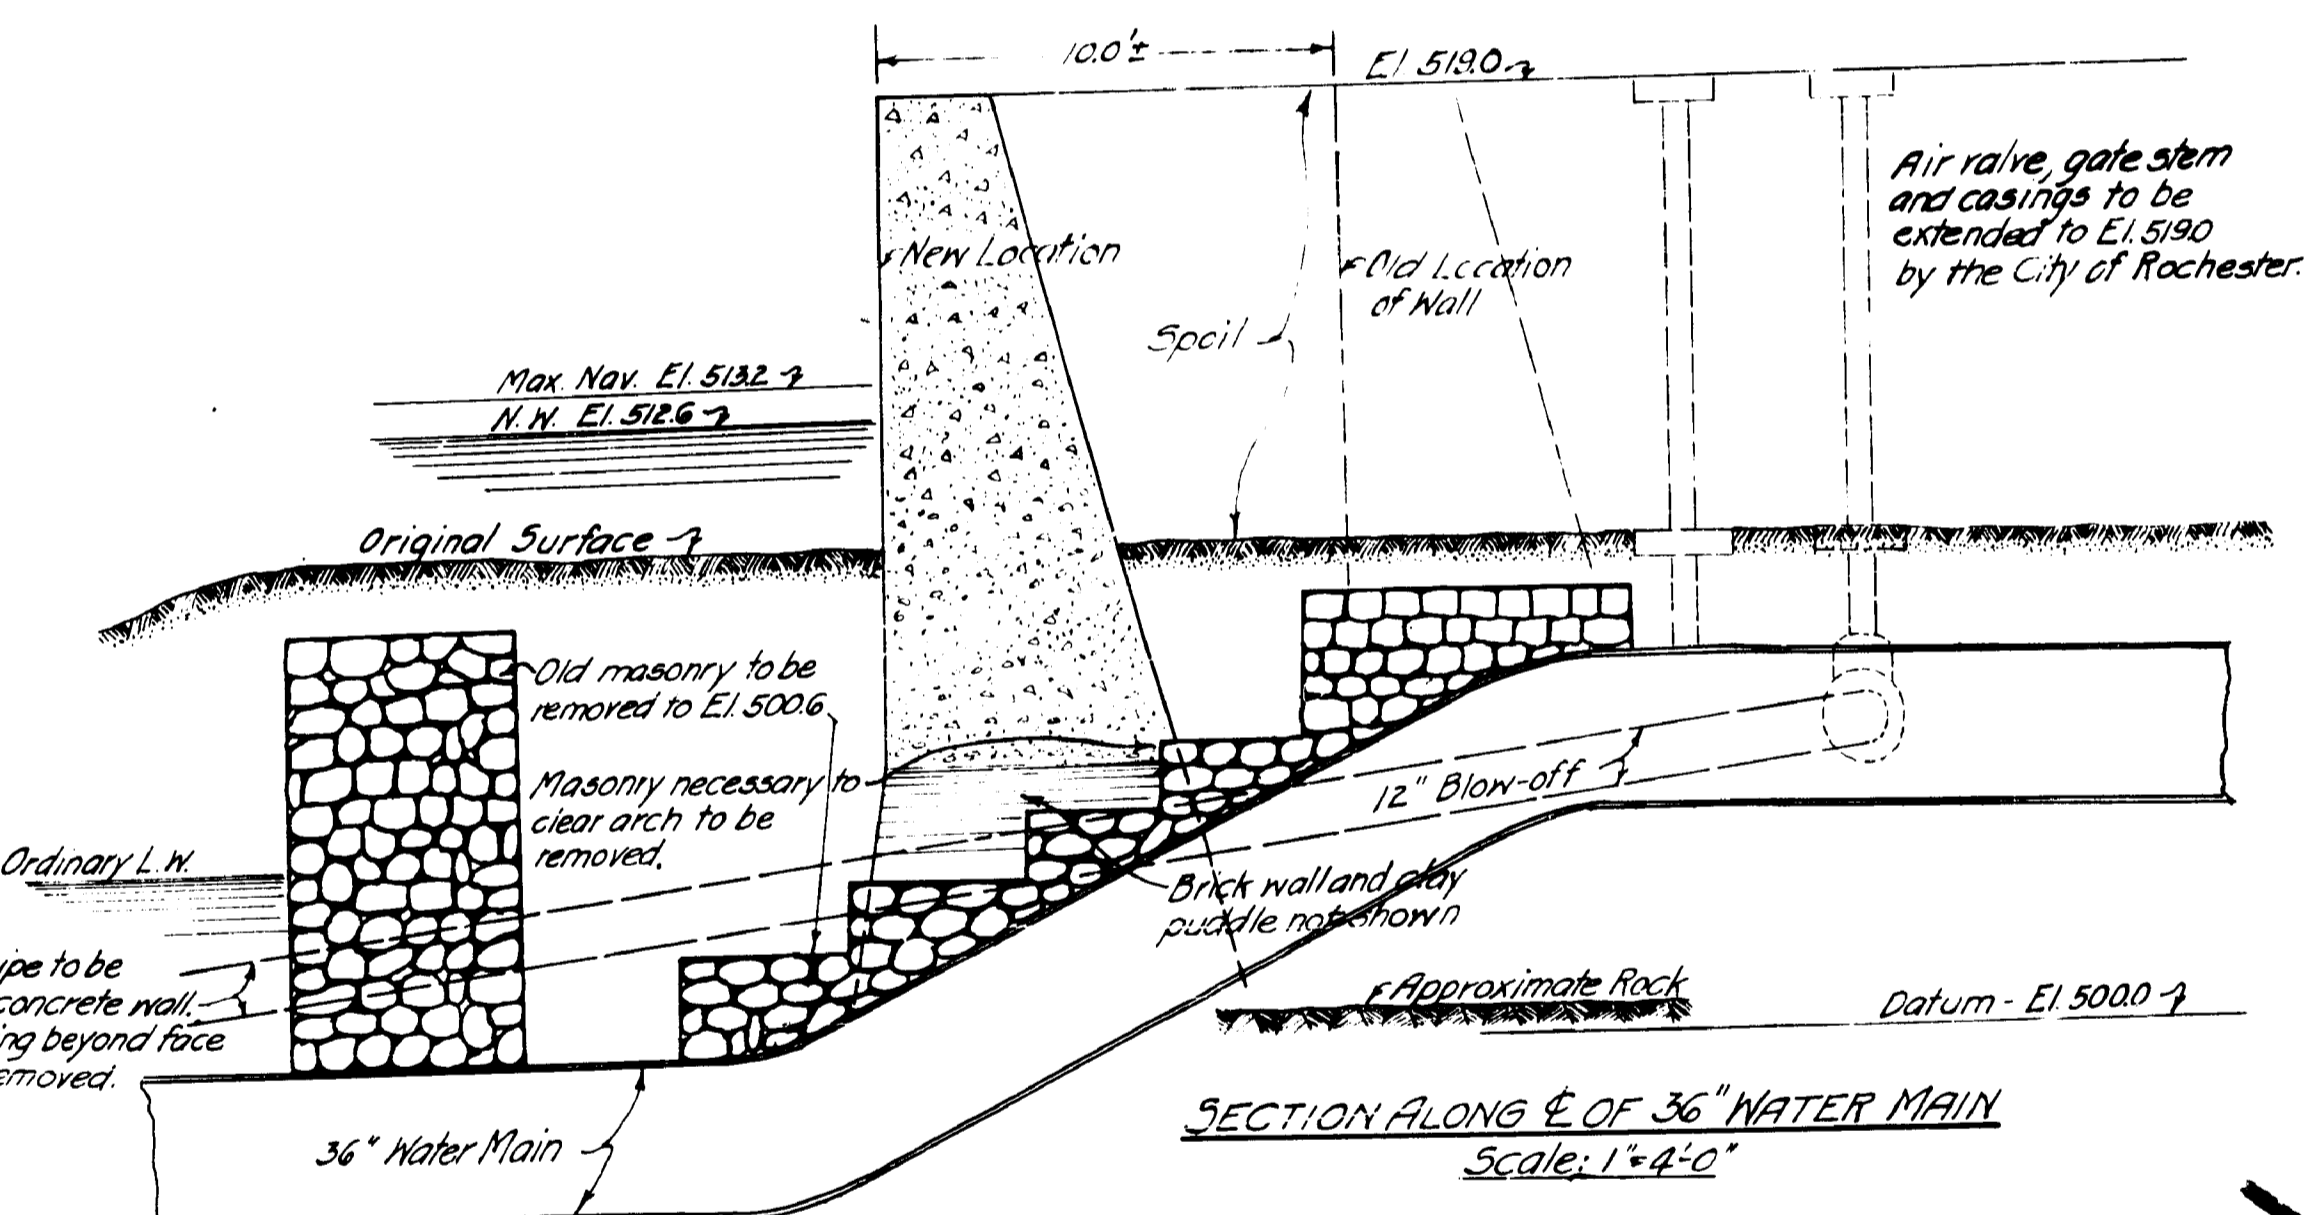 10.0'±
El. 519.0
Air valve, gate stem
and casings to be
extended to El. 519.0
by the City of Rochester.
New Location
Old Location
of Wall
Spoil
Max. Nav. El. 513.2
N.W. El. 512.6
Original Surface
Old masonry to be
removed to El. 500.6
Masonry necessary to
clear arch to be
removed.
12" Blow-off
Ordinary L.W.
Brick wall and clay
puddle not shown
to be
concrete wall.
beyond face
Approximate Rock
Datum - El. 500.0
36" Water Main
SECTION ALONG ℄ OF 36" WATER MAIN
Scale: 1"=4'-0"